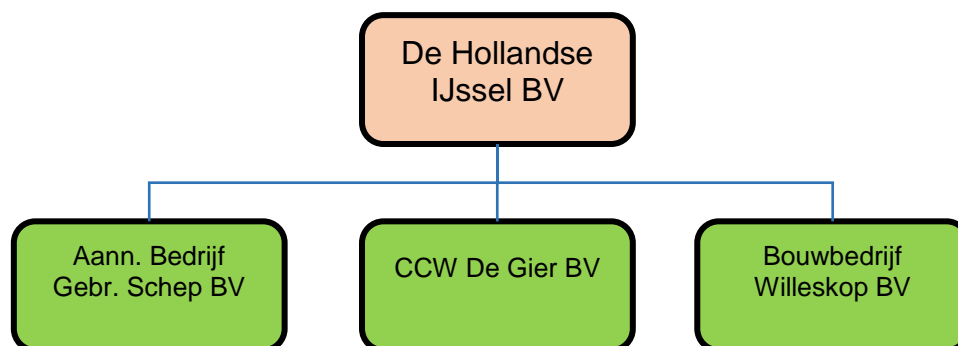 De Hollandse
IJssel BV
Aann. Bedrijf
Gebr. Schep BV
CCW De Gier BV
Bouwbedrijf
Willeskop BV